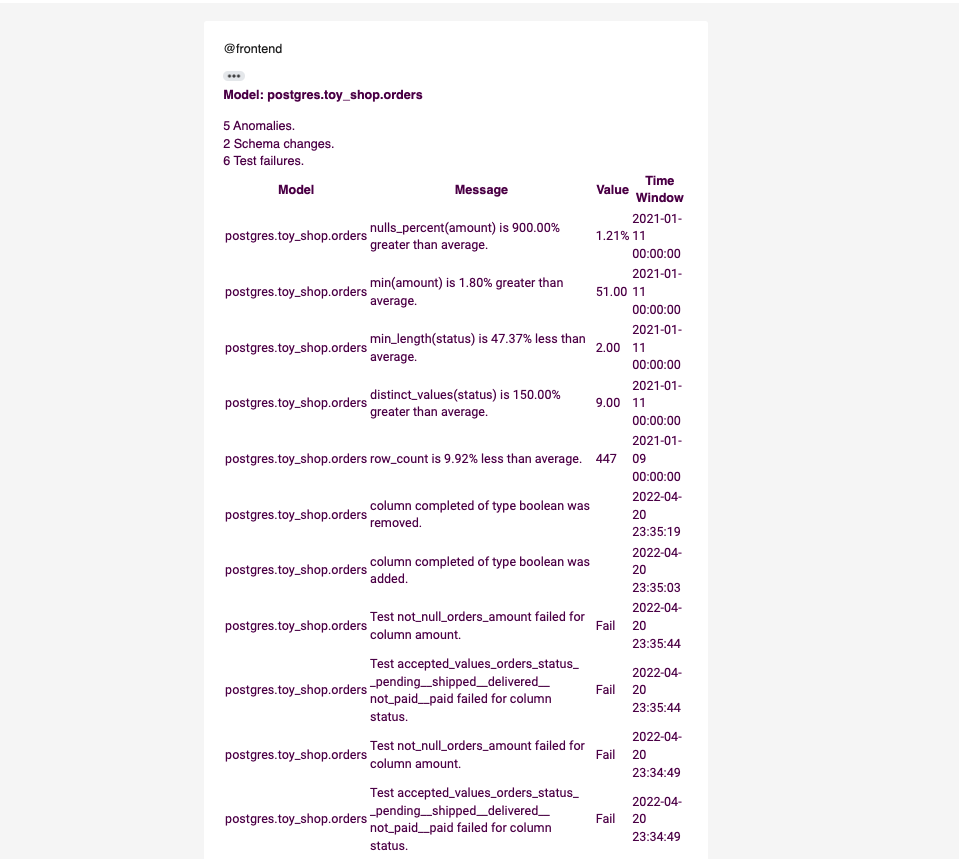 @frontend
•••
Model: postgres.toy_shop.orders
5 Anomalies.
2 Schema changes.
6 Test failures.
Model Message Value Time Window
postgres.toy_shop.orders nulls_percent(amount) is 900.00% greater than average. 1.21% 2021-01-11 00:00:00
postgres.toy_shop.orders min(amount) is 1.80% greater than average. 51.00 2021-01-11 00:00:00
postgres.toy_shop.orders min_length(status) is 47.37% less than average. 2.00 2021-01-11 00:00:00
postgres.toy_shop.orders distinct_values(status) is 150.00% greater than average. 9.00 2021-01-11 00:00:00
postgres.toy_shop.orders row_count is 9.92% less than average. 447 2021-01-09 00:00:00
postgres.toy_shop.orders column completed of type boolean was removed. 2022-04-20 23:35:19
postgres.toy_shop.orders column completed of type boolean was added. 2022-04-20 23:35:03
postgres.toy_shop.orders Test not_null_orders_amount failed for column amount. Fail 2022-04-20 23:35:44
postgres.toy_shop.orders Test accepted_values_orders_status__pending__shipped__delivered__not_paid__paid failed for column status. Fail 2022-04-20 23:35:44
postgres.toy_shop.orders Test not_null_orders_amount failed for column amount. Fail 2022-04-20 23:34:49
postgres.toy_shop.orders Test accepted_values_orders_status__pending__shipped__delivered__not_paid__paid failed for column status. Fail 2022-04-20 23:34:49